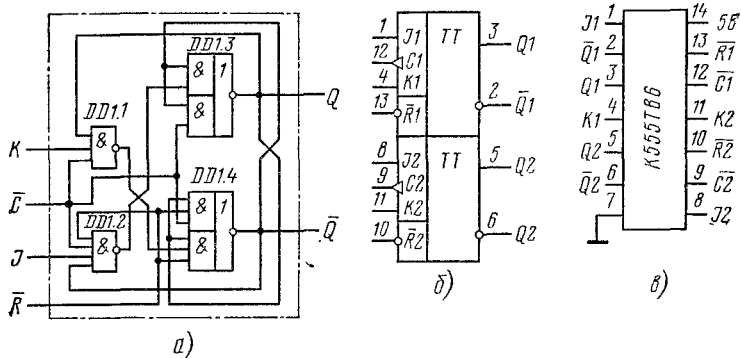 DD1.3
&
1
&
Q
DD1.1
&
K
C̅
DD1.4
&
1
&
Q̅
DD1.2
&
J
R̅
а)
1 J1 TT 3 Q1
12 C1
4 K1 2 Q̅1
13 R̅1
8 J2 TT 5 Q2
9 C2
11 K2
10 R̅2 6 Q2
б)
J1 1 14 5В
Q̅1 2 13 R̅1
Q1 3 12 C̅1
K1 4 11 K2
Q2 5 10 R̅2
Q̅2 6 9 C̅2
7 8 J2
К555ТВ6
в)